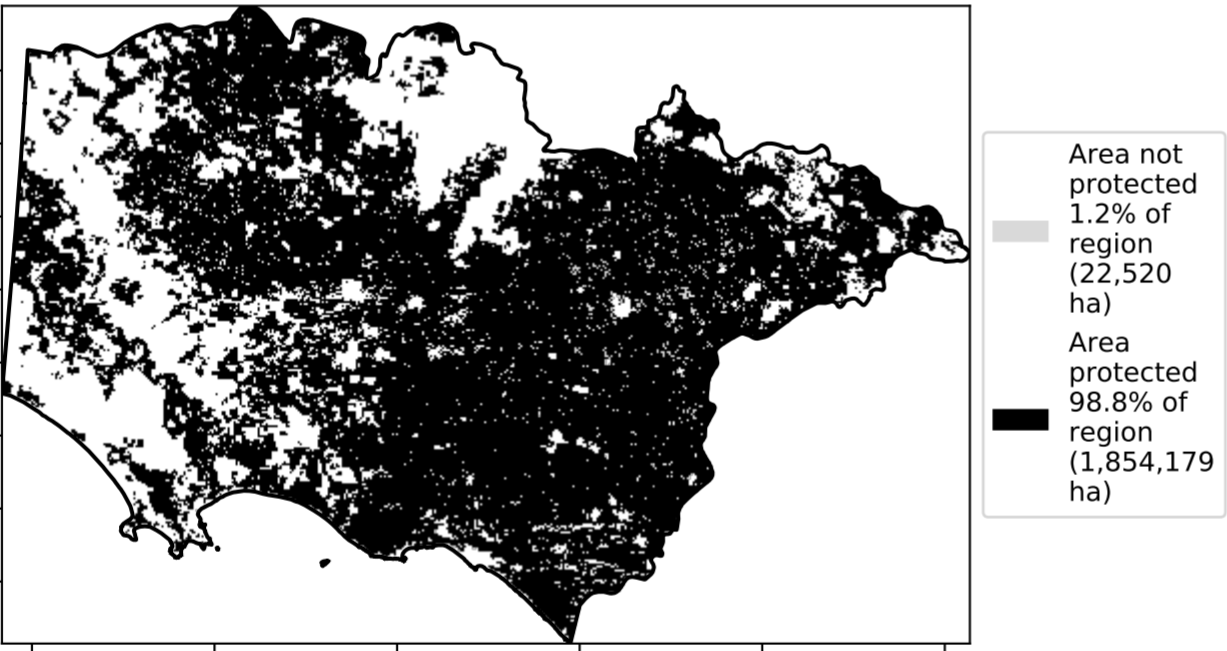 Area not
protected
1.2% of
region
(22,520
ha)
Area
protected
98.8% of
region
(1,854,179
ha)